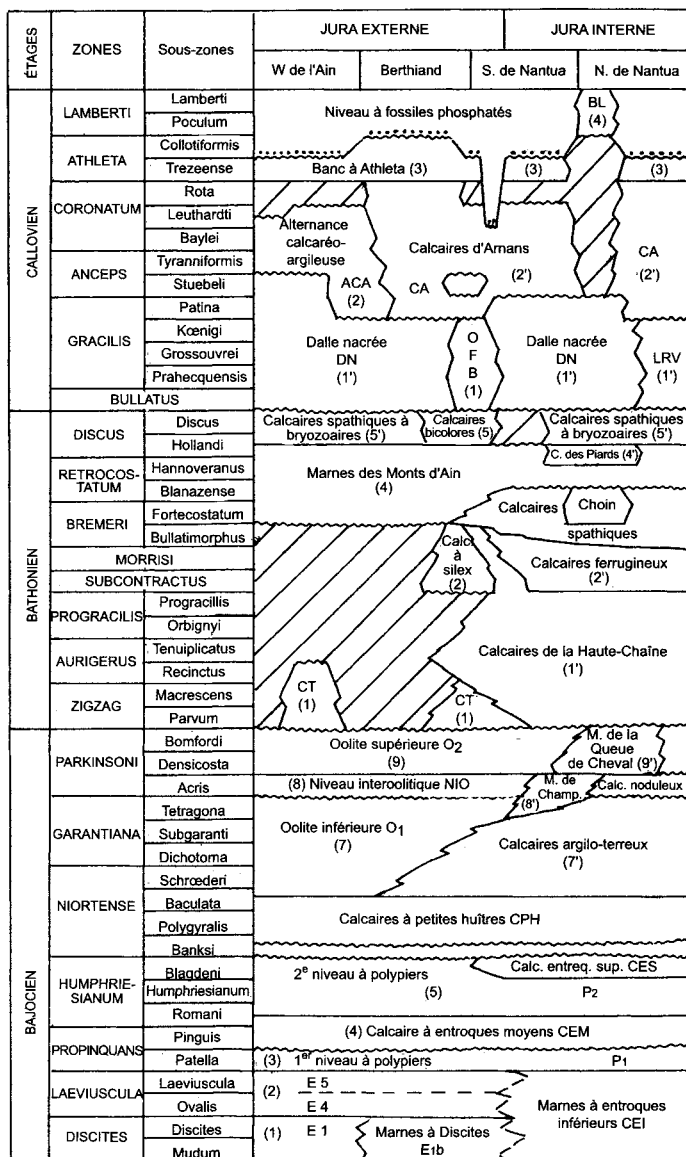 ÉTAGES
ZONES
Sous-zones
JURA EXTERNE
JURA INTERNE
W de l'Ain
Berthiand
S. de Nantua
N. de Nantua
CALLOVIEN
LAMBERTI
Lamberti
Poculum
Niveau à fossiles phosphatés
BL
(4)
ATHLETA
Collotiformis
Trezeense
Banc à Athleta (3)
(3)
(3)
CORONATUM
Rota
Leuthardti
Baylei
Alternance
calcaréo-
argileuse
Calcaires d'Arnans
(2')
CA
(2')
ANCEPS
Tyranniformis
Stuebeli
ACA
(2)
CA
GRACILIS
Patina
Kœnigi
Grossouvrei
Prahecquensis
Dalle nacrée
DN
(1')
O
F
B
(1)
Dalle nacrée
DN
(1')
LRV
(1')
BULLATUS
BATHONIEN
DISCUS
Discus
Hollandi
Calcaires spathiques à
bryozoaires (5')
Calcaires
bicolores (5)
Calcaires spathiques
à bryozoaires (5')
C. des Piards (4')
RETROCOS-
TATUM
Hannoveranus
Blanazense
Marnes des Monts d'Ain
(4)
BREMERI
Fortecostatum
Bullatimorphus
Calcaires
Choin
spathiques
MORRISI
SUBCONTRACTUS
Calc.
à
silex
(2)
Calcaires ferrugineux
(2')
PROGRACILIS
Progracillis
Orbignyi
AURIGERUS
Tenuiplicatus
Recinctus
Calcaires de la Haute-Chaîne
(1')
ZIGZAG
Macrescens
Parvum
CT
(1)
CT
(1)
BAJOCIEN
PARKINSONI
Bomfordi
Densicosta
Acris
Oolite supérieure O2
(9)
M. de la
Queue
de Cheval (9')
(8) Niveau interoolitique NIO
M. de
Champ.
(8')
Calc. noduleux
GARANTIANA
Tetragona
Subgaranti
Dichotoma
Oolite inférieure O1
(7)
Calcaires argilo-terreux
(7')
NIORTENSE
Schrœderi
Baculata
Polygyralis
Banksi
Calcaires à petites huîtres CPH
HUMPHRIE-
SIANUM
Blagdeni
Humphriesianum
Romani
2e niveau à polypiers
(5)
Calc. entreq. sup. CES
P2
PROPINQUANS
Pinguis
Patella
(4) Calcaire à entroques moyens CEM
(3) 1er niveau à polypiers
P1
LAEVIUSCULA
Laeviuscula
Ovalis
(2)
E 5
E 4
Marnes à entroques
inférieurs CEI
DISCITES
Discites
Mudum
(1)
E 1
Marnes à Discites
E1b